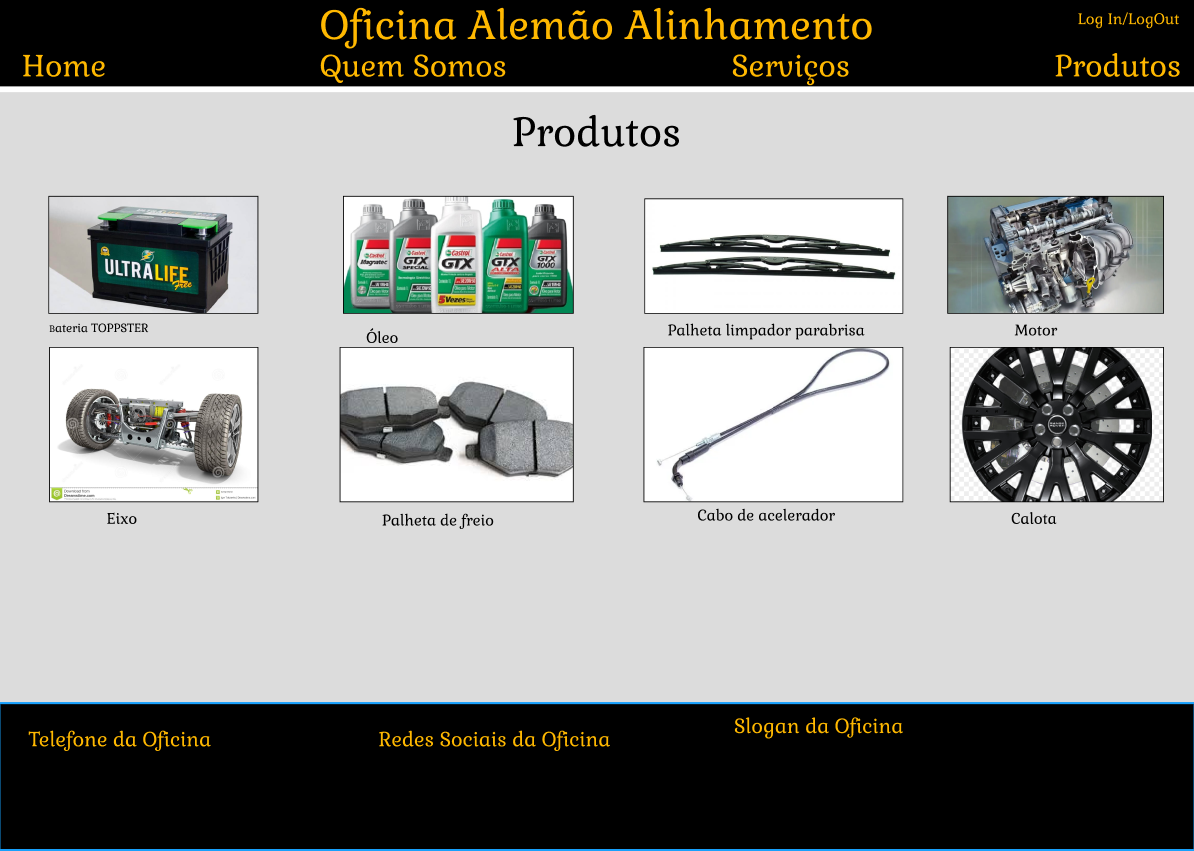 Oficina Alemão Alinhamento
Log In/LogOut
Home
Quem Somos
Serviços
Produtos
Produtos
ULTRALIFE
Free
Castrol
Magnatec
Castrol
GTX
SPECIAL
Castrol
GTX
5 Vezes
Castrol
GTX
ALTA
Castrol
GTX
1000
Bateria TOPPSTER
Óleo
Palheta limpador parabrisa
Motor
Download from
Dreamstime.com
Eixo
Palheta de freio
Cabo de acelerador
Calota
Telefone da Oficina
Redes Sociais da Oficina
Slogan da Oficina